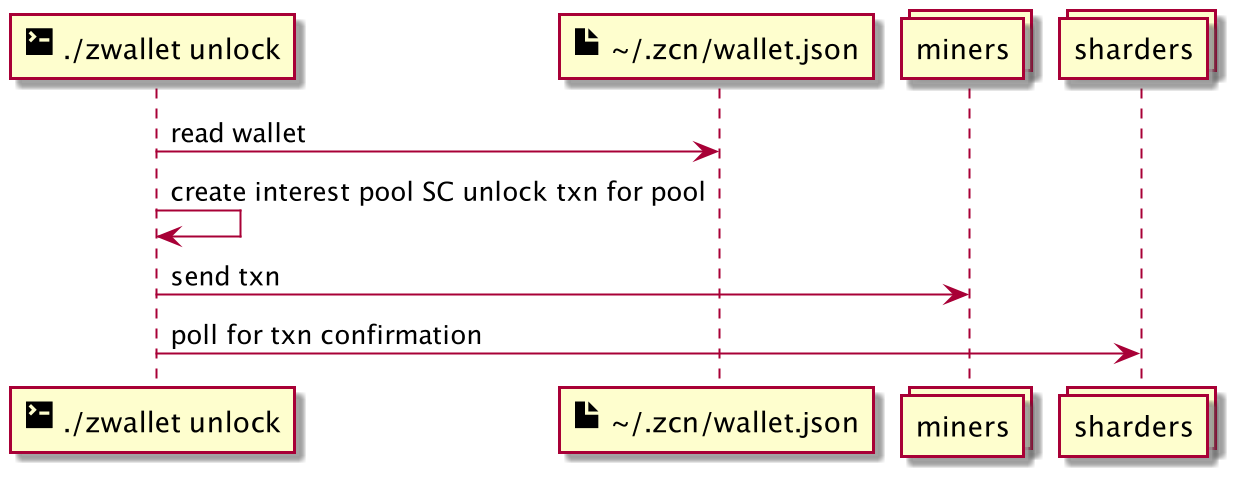 ./zwallet unlock
~/.zcn/wallet.json
miners
sharders
read wallet
create interest pool SC unlock txn for pool
send txn
poll for txn confirmation
./zwallet unlock
~/.zcn/wallet.json
miners
sharders